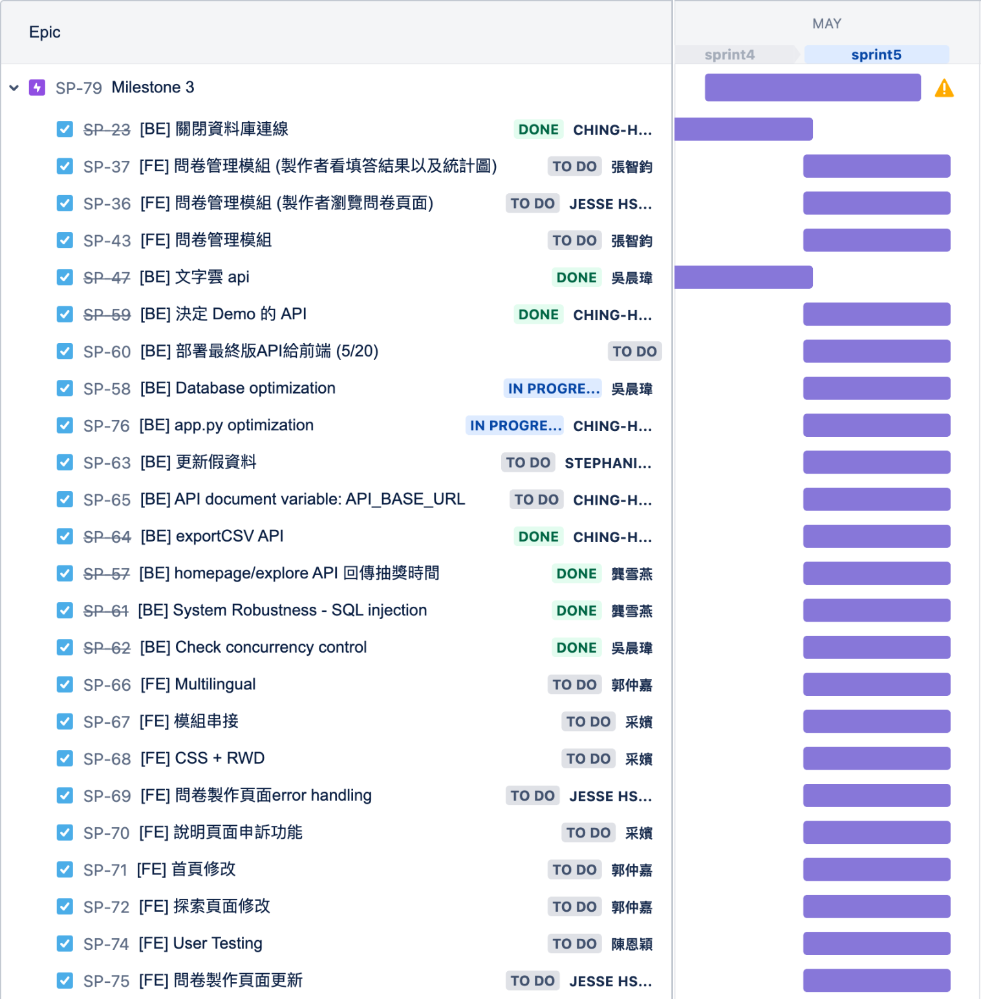 Epic
MAY
sprint4
sprint5
SP-79 Milestone 3
SP-23 [BE] 關閉資料庫連線 DONE CHING-H...
SP-37 [FE] 問卷管理模組 (製作者看填答結果以及統計圖) TO DO 張智鈞
SP-36 [FE] 問卷管理模組 (製作者瀏覽問卷頁面) TO DO JESSE HS...
SP-43 [FE] 問卷管理模組 TO DO 張智鈞
SP-47 [BE] 文字雲 api DONE 吳晨瑋
SP-59 [BE] 決定 Demo 的 API DONE CHING-H...
SP-60 [BE] 部署最終版API給前端 (5/20) TO DO
SP-58 [BE] Database optimization IN PROGRE... 吳晨瑋
SP-76 [BE] app.py optimization IN PROGRE... CHING-H...
SP-63 [BE] 更新假資料 TO DO STEPHANI...
SP-65 [BE] API document variable: API_BASE_URL TO DO CHING-H...
SP-64 [BE] exportCSV API DONE CHING-H...
SP-57 [BE] homepage/explore API 回傳抽獎時間 DONE 龔雪燕
SP-61 [BE] System Robustness - SQL injection DONE 龔雪燕
SP-62 [BE] Check concurrency control DONE 吳晨瑋
SP-66 [FE] Multilingual TO DO 郭仲嘉
SP-67 [FE] 模組串接 TO DO 采嬪
SP-68 [FE] CSS + RWD TO DO 采嬪
SP-69 [FE] 問卷製作頁面error handling TO DO JESSE HS...
SP-70 [FE] 說明頁面申訴功能 TO DO 采嬪
SP-71 [FE] 首頁修改 TO DO 郭仲嘉
SP-72 [FE] 探索頁面修改 TO DO 郭仲嘉
SP-74 [FE] User Testing TO DO 陳恩穎
SP-75 [FE] 問卷製作頁面更新 TO DO JESSE HS...